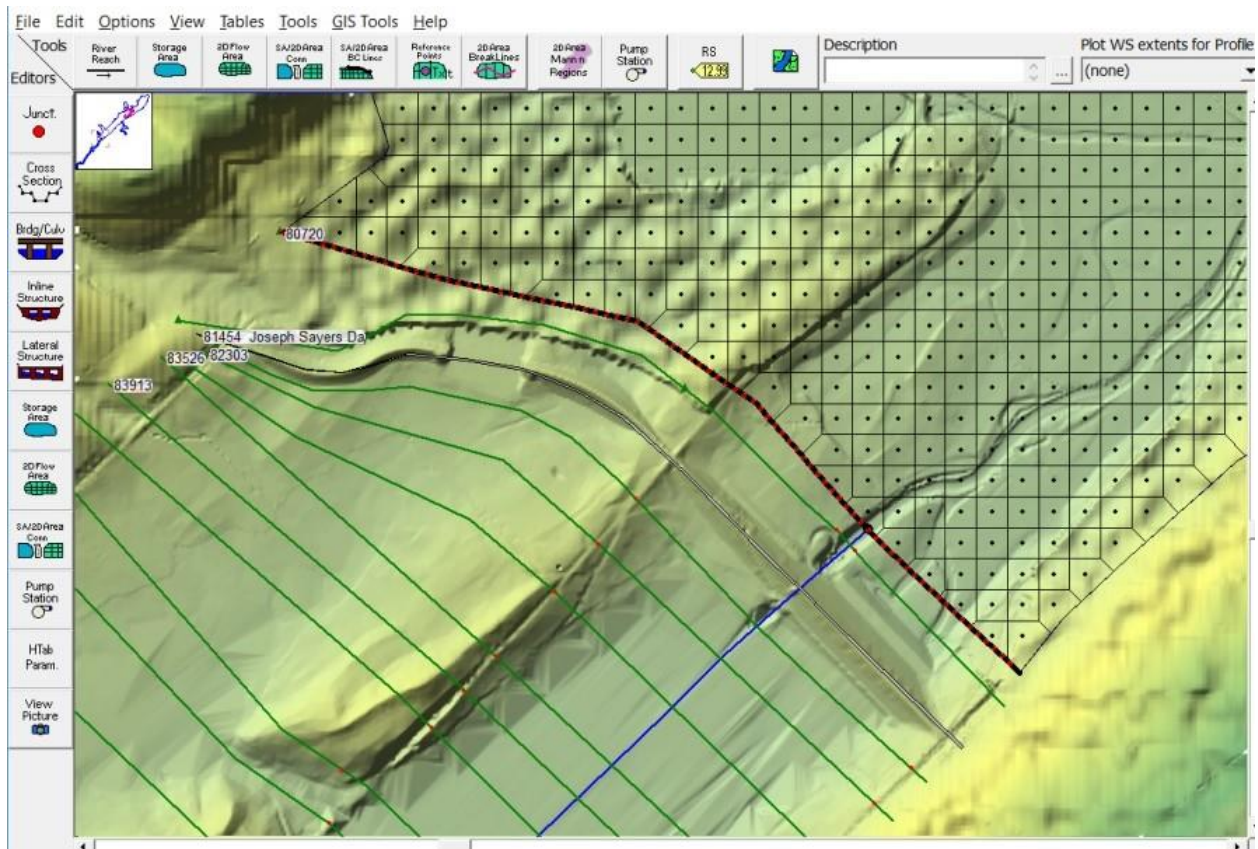 File Edit Options View Tables Tools GIS Tools Help
Tools
Editors
River
Reach
Storage
Area
2D Flow
Area
SA/2D Area
Conn
SA/2D Area
BC Lines
Reference
Points
2D Area
BreakLines
2D Area
Mann n
Regions
Pump
Station
RS
12.99
Description
...
Plot WS extents for Profile
(none)
Junct.
Cross
Section
Brdg/Culv
Inline
Structure
Lateral
Structure
Storage
Area
2D Flow
Area
SA/2D Area
Conn
Pump
Station
HTab
Param.
View
Picture
80720
81454 Joseph Sayers Da
83526 82303
83913